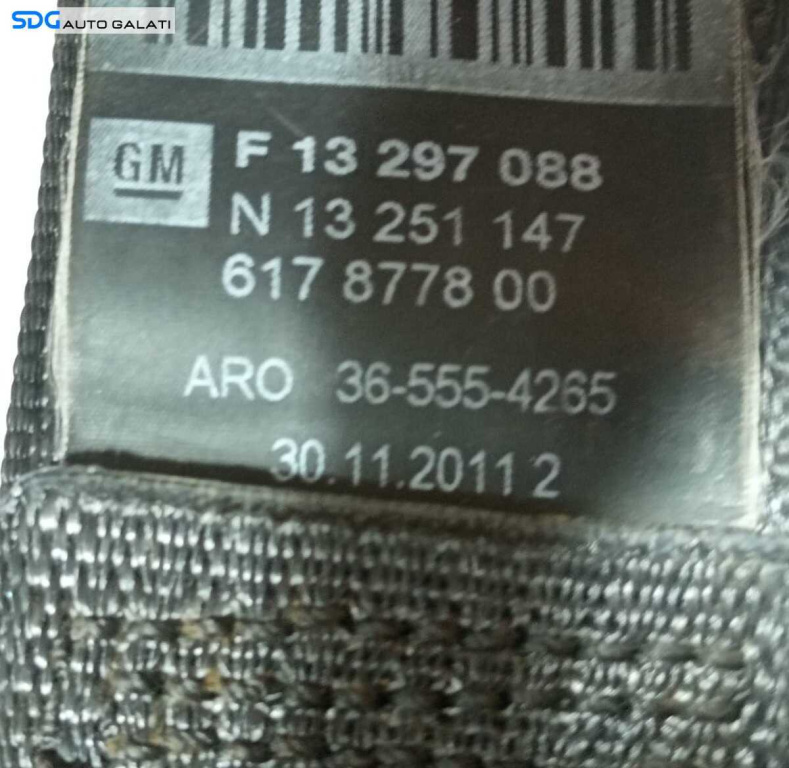 SDG AUTO GALATI
GM
F 13 297 088
N 13 251 147
617 8778 00
ARO 36-555-4265
30.11.2011 2